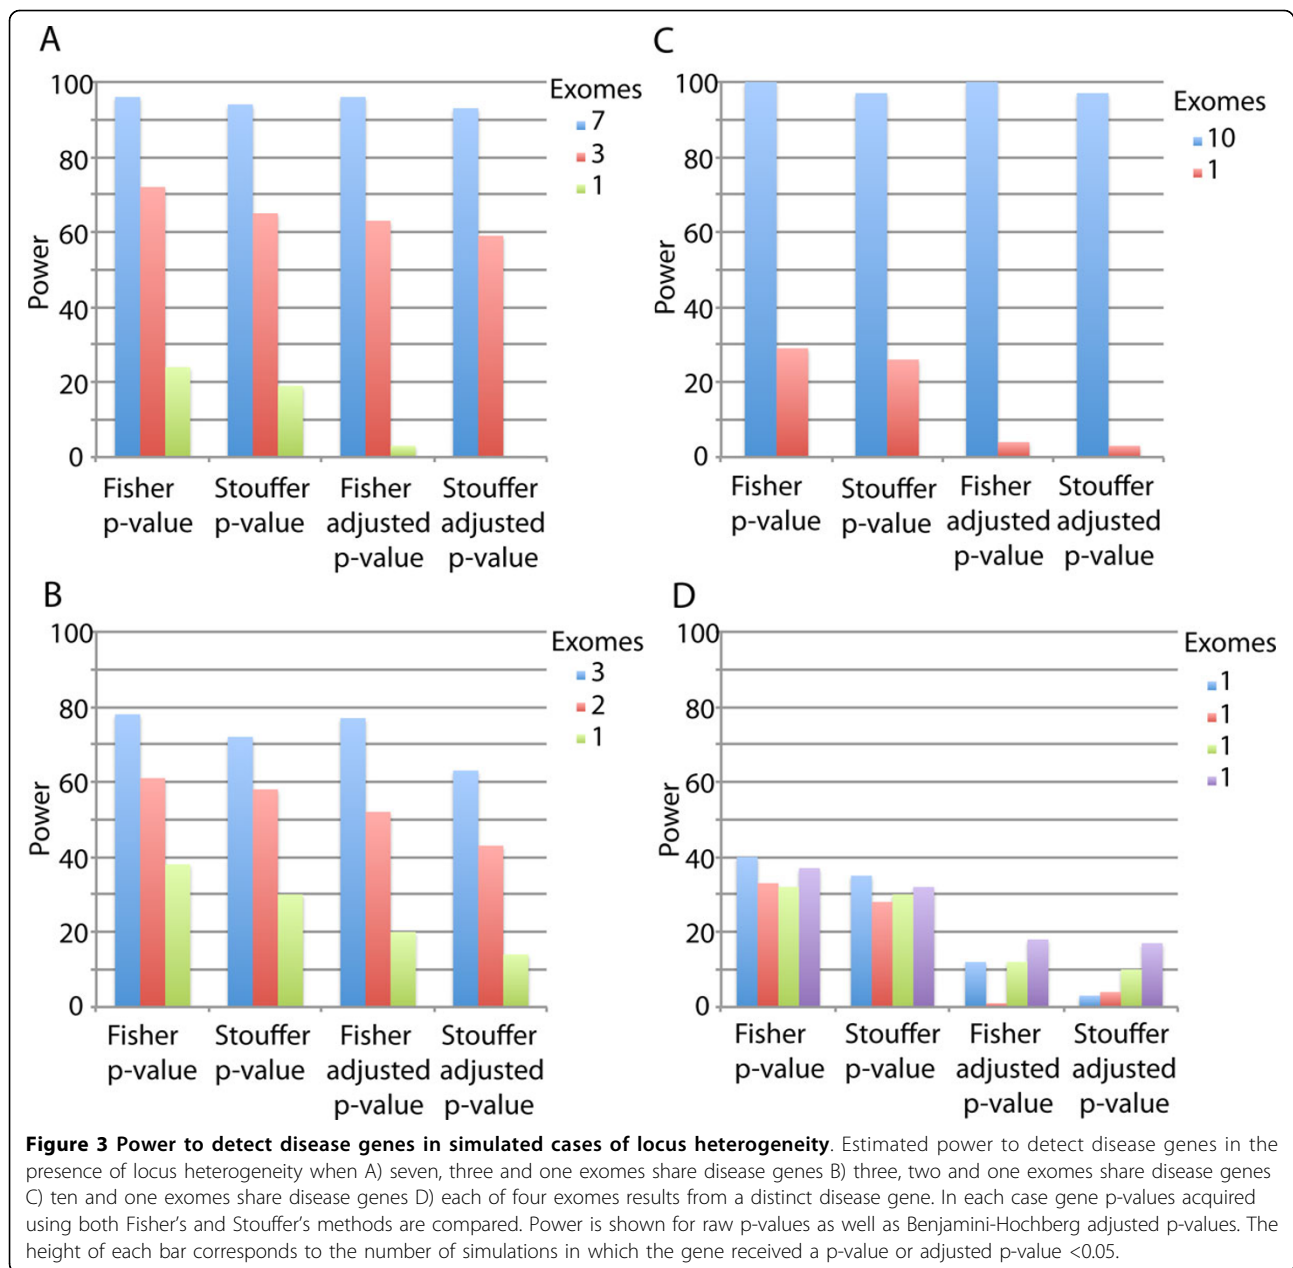 A
100
80
60
40
20
0
Power
Exomes
7
3
1
Fisher p-value
Stouffer p-value
Fisher adjusted p-value
Stouffer adjusted p-value
C
100
80
60
40
20
0
Power
Exomes
10
1
Fisher p-value
Stouffer p-value
Fisher adjusted p-value
Stouffer adjusted p-value
B
100
80
60
40
20
0
Power
Exomes
3
2
1
Fisher p-value
Stouffer p-value
Fisher adjusted p-value
Stouffer adjusted p-value
D
100
80
60
40
20
0
Power
Exomes
1
1
1
1
Fisher p-value
Stouffer p-value
Fisher adjusted p-value
Stouffer adjusted p-value
Figure 3 Power to detect disease genes in simulated cases of locus heterogeneity. Estimated power to detect disease genes in the
presence of locus heterogeneity when A) seven, three and one exomes share disease genes B) three, two and one exomes share disease genes
C) ten and one exomes share disease genes D) each of four exomes results from a distinct disease gene. In each case gene p-values acquired
using both Fisher's and Stouffer's methods are compared. Power is shown for raw p-values as well as Benjamini-Hochberg adjusted p-values. The
height of each bar corresponds to the number of simulations in which the gene received a p-value or adjusted p-value <0.05.